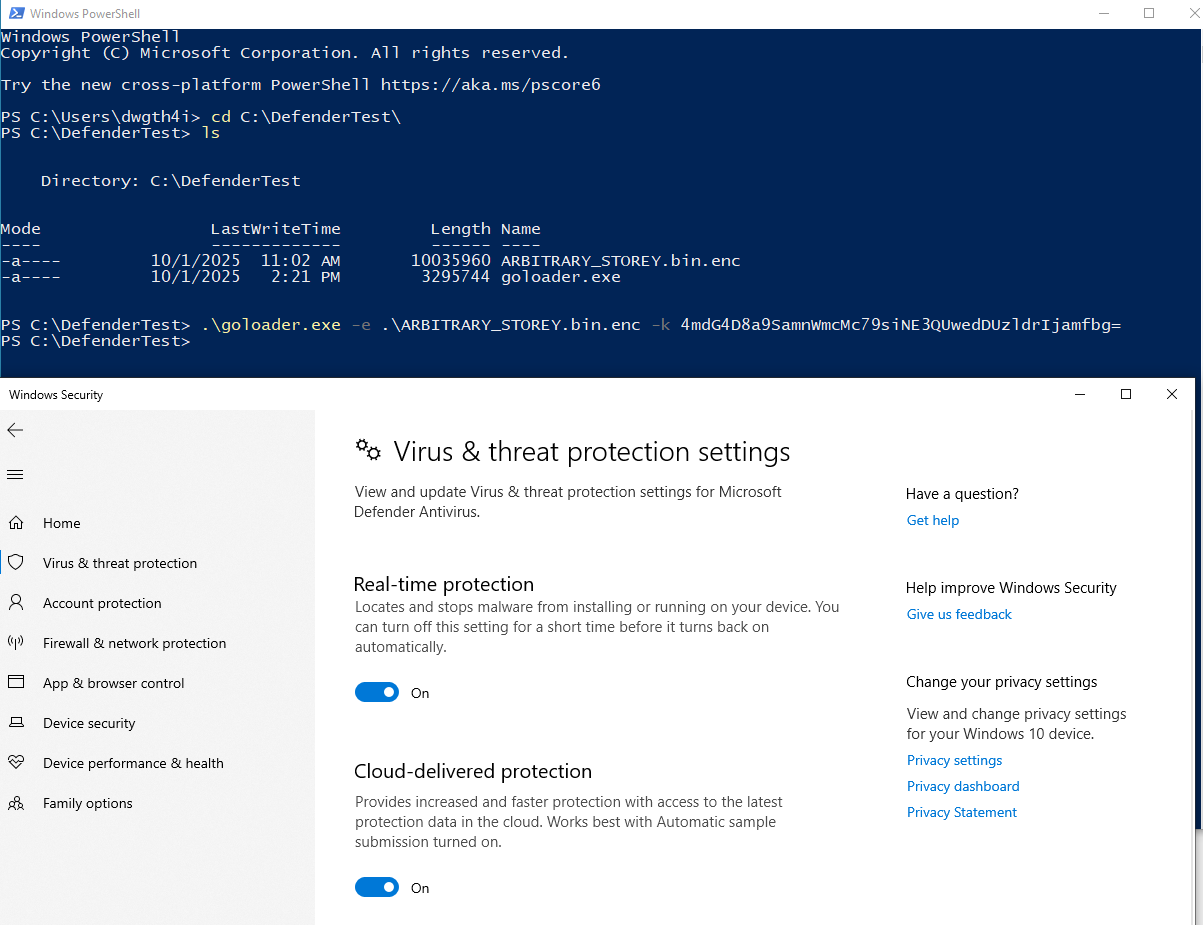 Windows PowerShell
Windows PowerShell
Copyright (C) Microsoft Corporation. All rights reserved.
Try the new cross-platform PowerShell https://aka.ms/pscore6
PS C:\Users\dwgth4i> cd C:\DefenderTest\
PS C:\DefenderTest> ls
Directory: C:\DefenderTest
Mode LastWriteTime Length Name
---- ------------- ------ ----
-a---- 10/1/2025 11:02 AM 10035960 ARBITRARY_STOREY.bin.enc
-a---- 10/1/2025 2:21 PM 3295744 goloader.exe
PS C:\DefenderTest> .\goloader.exe -e .\ARBITRARY_STOREY.bin.enc -k 4mdG4D8a9SamnWmcMc79siNE3QUwedDUzldrIjamfbg=
PS C:\DefenderTest>
Windows Security
Home
Virus & threat protection
Account protection
Firewall & network protection
App & browser control
Device security
Device performance & health
Family options
Virus & threat protection settings
View and update Virus & threat protection settings for Microsoft
Defender Antivirus.
Real-time protection
Locates and stops malware from installing or running on your device. You
can turn off this setting for a short time before it turns back on
automatically.
On
Cloud-delivered protection
Provides increased and faster protection with access to the latest
protection data in the cloud. Works best with Automatic sample
submission turned on.
On
Have a question?
Get help
Help improve Windows Security
Give us feedback
Change your privacy settings
View and change privacy settings
for your Windows 10 device.
Privacy settings
Privacy dashboard
Privacy Statement